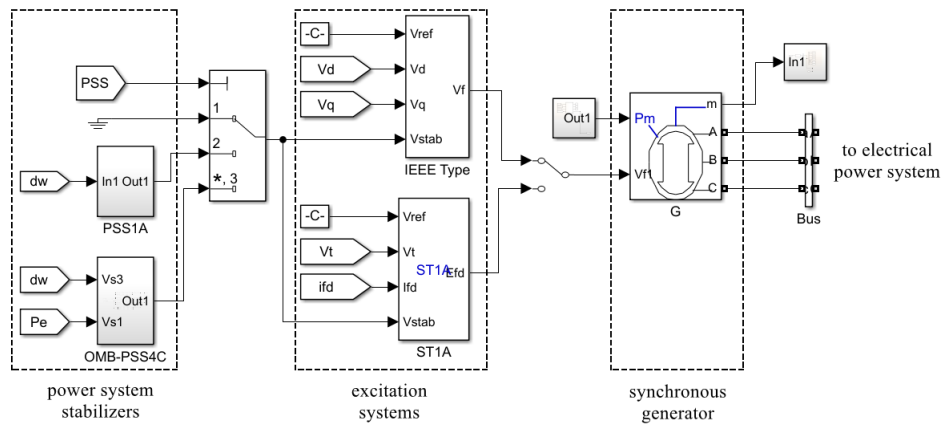 PSS
1
2
*, 3
dw
In1 Out1
PSS1A
dw
Pe
Vs3
Vs1
Out1
OMB-PSS4C
power system
stabilizers
-C-
Vd
Vq
Vref
Vd
Vq
Vstab
Vf
IEEE Type
-C-
Vt
ifd
Vref
Vt
Ifd
Vstab
ST1A
Efd
ST1A
excitation
systems
Out1
Pm
Vf1
m
A
B
C
G
synchronous
generator
In1
Bus
to electrical
power system